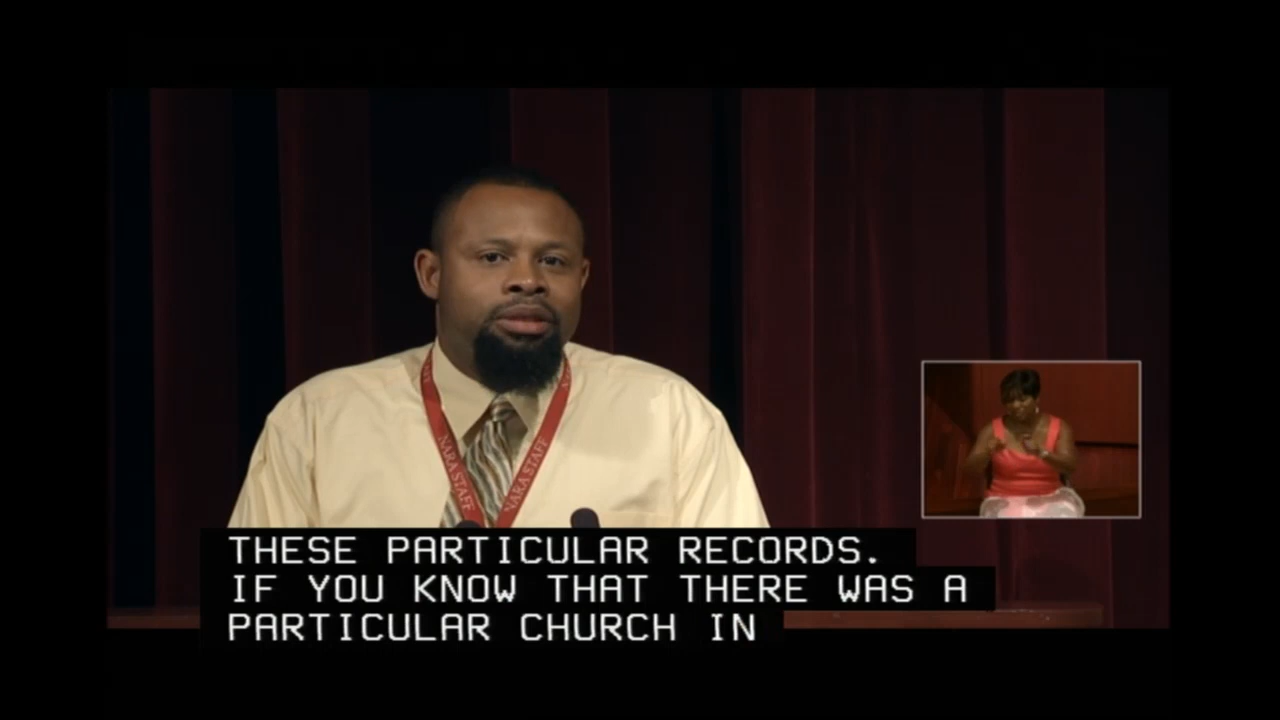 NARA STAFF
NARA STAFF
THESE PARTICULAR RECORDS.
IF YOU KNOW THAT THERE WAS A
PARTICULAR CHURCH IN